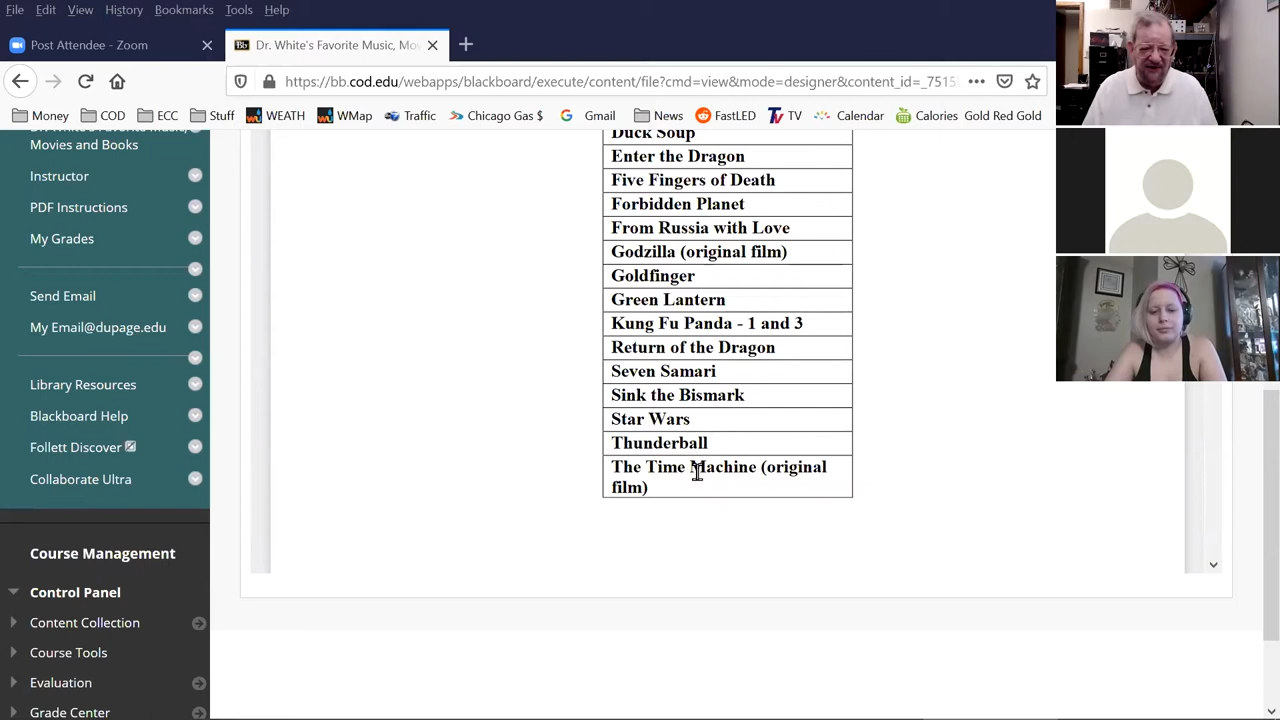 File Edit View History Bookmarks Tools Help
Post Attendee - Zoom
Dr. White's Favorite Music, Mo
https://bb.cod.edu/webapps/blackboard/execute/content/file?cmd=view&mode=designer&content_id=_7515
Money COD ECC Stuff WEATH WMap Traffic Chicago Gas $ Gmail News FastLED TV Calendar Calories Gold Red Gold
Movies and Books
Instructor
PDF Instructions
My Grades
Send Email
My Email@dupage.edu
Library Resources
Blackboard Help
Follett Discover
Collaborate Ultra
Course Management
Control Panel
Content Collection
Course Tools
Evaluation
Grade Center
Duck Soup
Enter the Dragon
Five Fingers of Death
Forbidden Planet
From Russia with Love
Godzilla (original film)
Goldfinger
Green Lantern
Kung Fu Panda - 1 and 3
Return of the Dragon
Seven Samari
Sink the Bismark
Star Wars
Thunderball
The Time Machine (original
film)